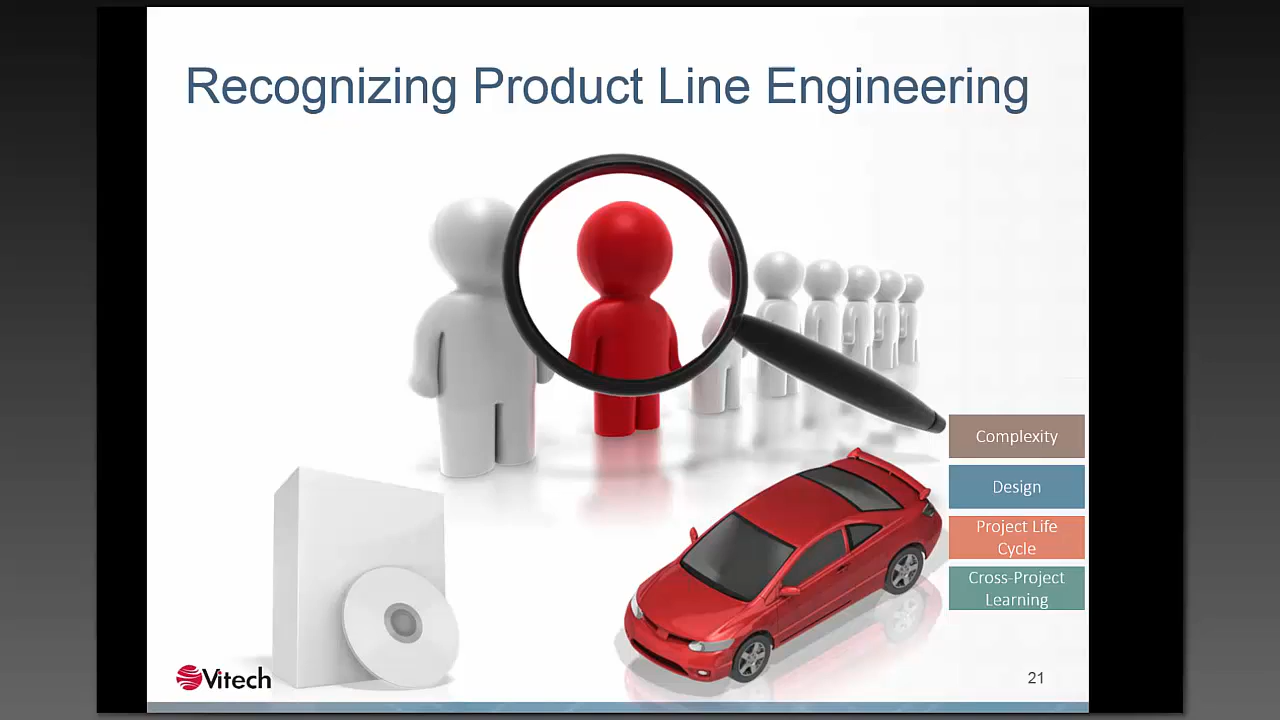 Recognizing Product Line Engineering
Complexity
Design
Project Life
Cycle
Cross-Project
Learning
Vitech
21